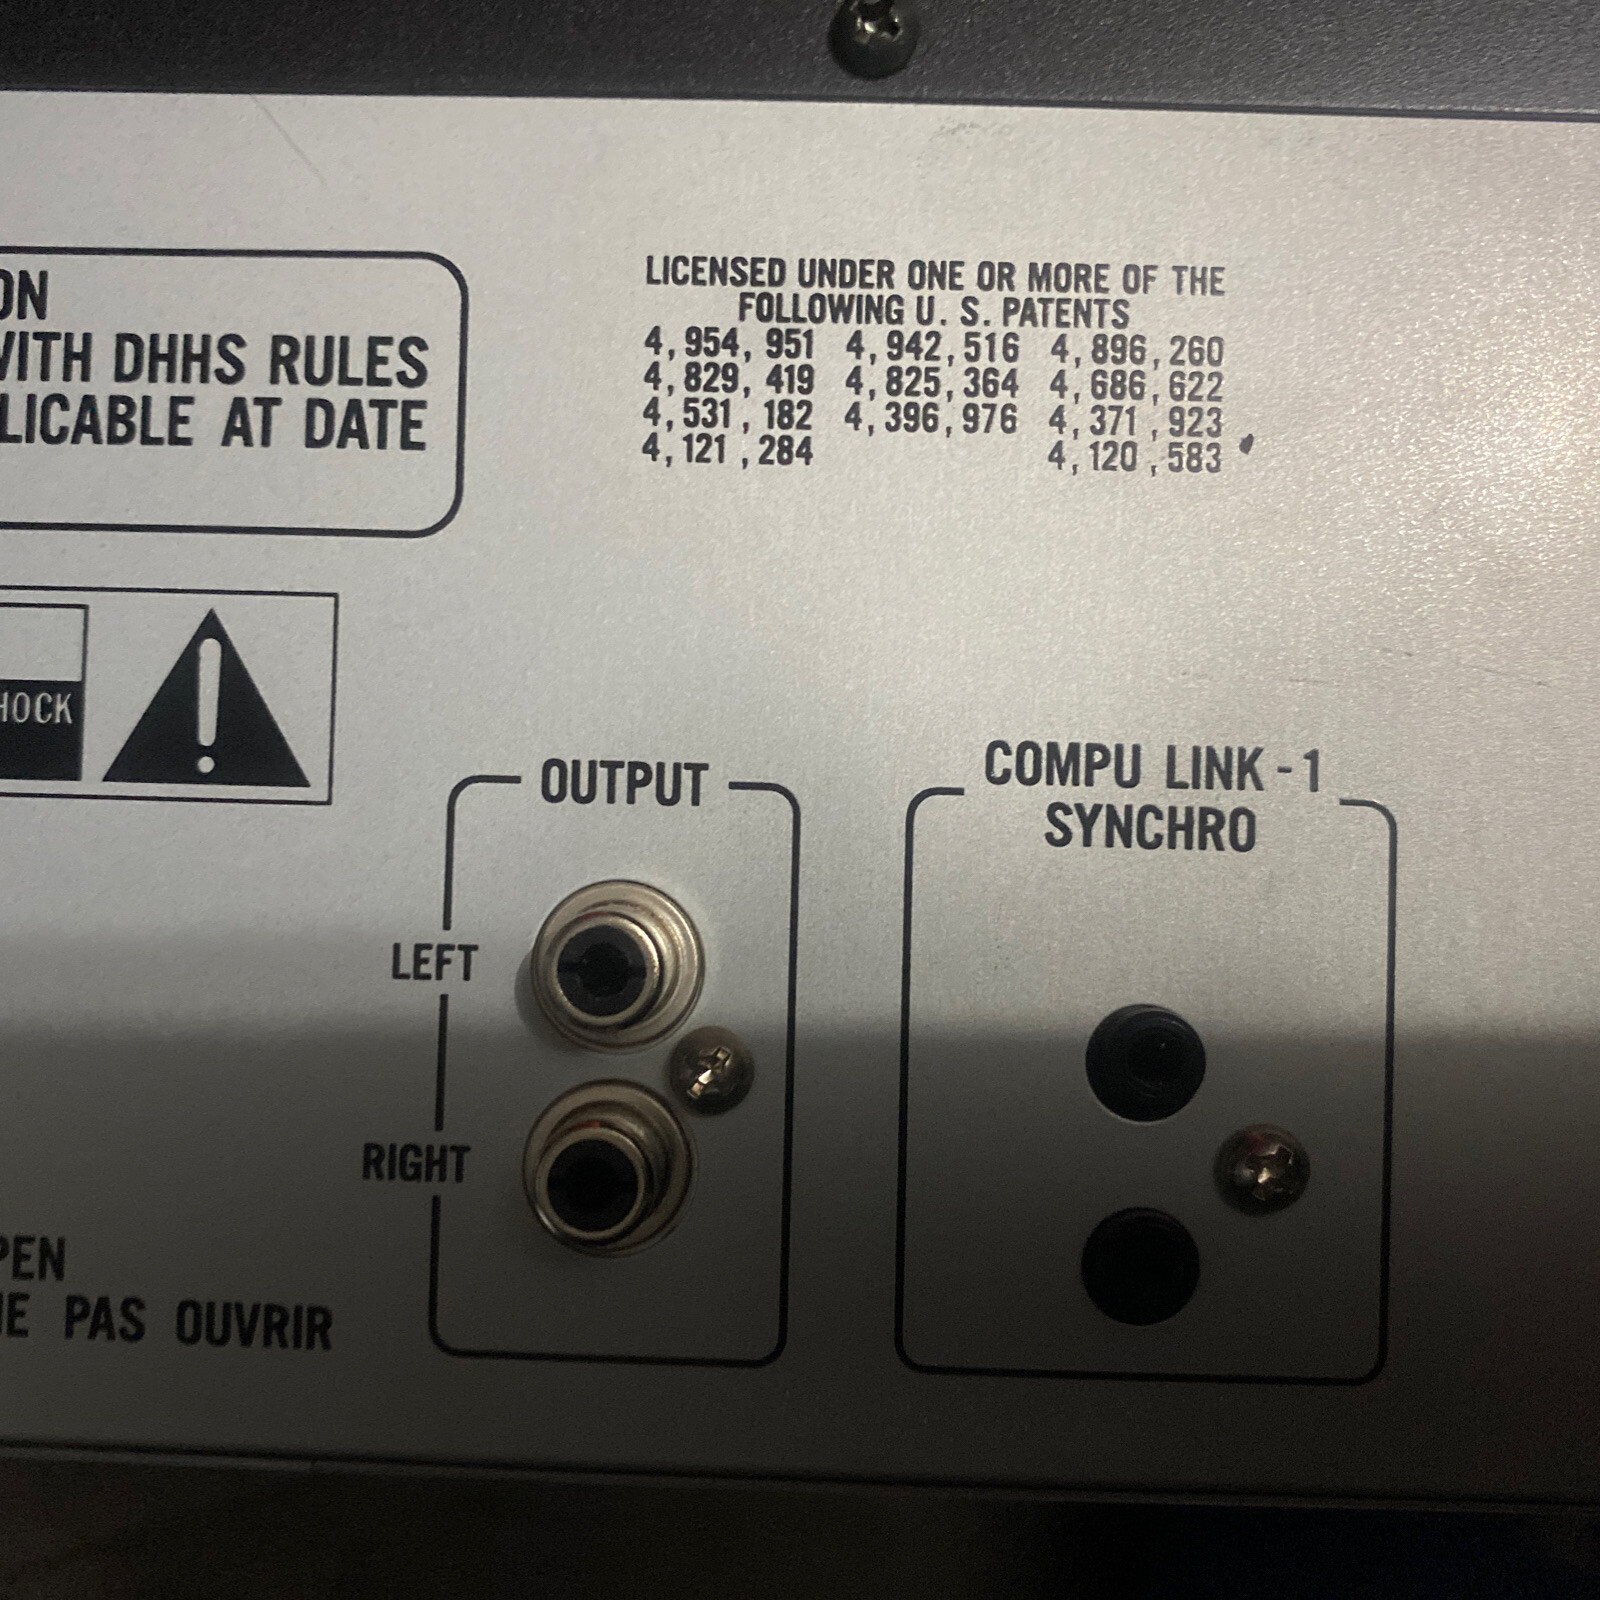 ON
WITH DHHS RULES
LICABLE AT DATE
LICENSED UNDER ONE OR MORE OF THE
FOLLOWING U. S. PATENTS
4, 954, 951 4, 942, 516 4, 896, 260
4, 829, 419 4, 825, 364 4, 686, 622
4, 531, 182 4, 396, 976 4, 371, 923
4, 121, 284 4, 120, 583
HOCK
OUTPUT
LEFT
RIGHT
COMPU LINK - 1
SYNCHRO
PEN
NE PAS OUVRIR